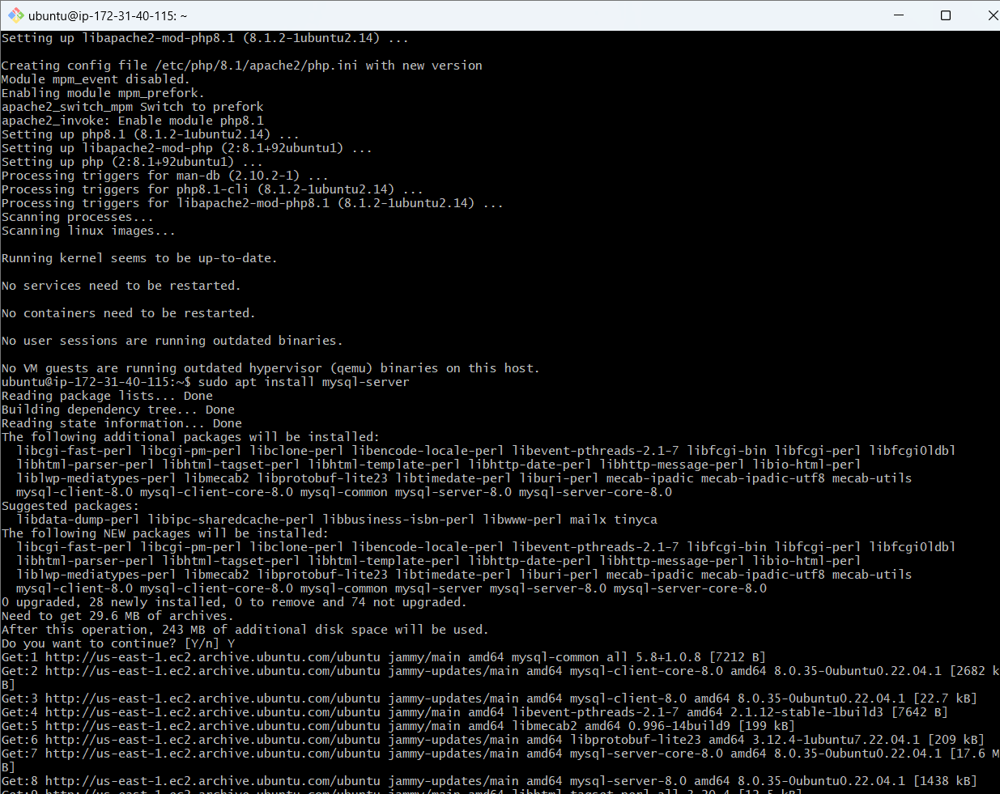 ubuntu@ip-172-31-40-115: ~
Setting up libapache2-mod-php8.1 (8.1.2-1ubuntu2.14) ...
Creating config file /etc/php/8.1/apache2/php.ini with new version
Module mpm_event disabled.
Enabling module mpm_prefork.
apache2_switch_mpm Switch to prefork
apache2_invoke: Enable module php8.1
Setting up php8.1 (8.1.2-1ubuntu2.14) ...
Setting up libapache2-mod-php (2:8.1+92ubuntu1) ...
Setting up php (2:8.1+92ubuntu1) ...
Processing triggers for man-db (2.10.2-1) ...
Processing triggers for php8.1-cli (8.1.2-1ubuntu2.14) ...
Processing triggers for libapache2-mod-php8.1 (8.1.2-1ubuntu2.14) ...
Scanning processes...
Scanning linux images...
Running kernel seems to be up-to-date.
No services need to be restarted.
No containers need to be restarted.
No user sessions are running outdated binaries.
No VM guests are running outdated hypervisor (qemu) binaries on this host.
ubuntu@ip-172-31-40-115:~$ sudo apt install mysql-server
Reading package lists... Done
Building dependency tree... Done
Reading state information... Done
The following additional packages will be installed:
  libcgi-fast-perl libcgi-pm-perl libclone-perl libencode-locale-perl libevent-pthreads-2.1-7 libfcgi-bin libfcgi-perl libfcgi0ldbl
  libhtml-parser-perl libhtml-tagset-perl libhtml-template-perl libhttp-date-perl libhttp-message-perl libio-html-perl
  liblwp-mediatypes-perl libmecab2 libprotobuf-lite23 libtimedate-perl liburi-perl mecab-ipadic mecab-ipadic-utf8 mecab-utils
  mysql-client-8.0 mysql-client-core-8.0 mysql-common mysql-server-8.0 mysql-server-core-8.0
Suggested packages:
  libdata-dump-perl libipc-sharedcache-perl libbusiness-isbn-perl libwww-perl mailx tinyca
The following NEW packages will be installed:
  libcgi-fast-perl libcgi-pm-perl libclone-perl libencode-locale-perl libevent-pthreads-2.1-7 libfcgi-bin libfcgi-perl libfcgi0ldbl
  libhtml-parser-perl libhtml-tagset-perl libhtml-template-perl libhttp-date-perl libhttp-message-perl libio-html-perl
  liblwp-mediatypes-perl libmecab2 libprotobuf-lite23 libtimedate-perl liburi-perl mecab-ipadic mecab-ipadic-utf8 mecab-utils
  mysql-client-8.0 mysql-client-core-8.0 mysql-common mysql-server mysql-server-8.0 mysql-server-core-8.0
0 upgraded, 28 newly installed, 0 to remove and 74 not upgraded.
Need to get 29.6 MB of archives.
After this operation, 243 MB of additional disk space will be used.
Do you want to continue? [Y/n] Y
Get:1 http://us-east-1.ec2.archive.ubuntu.com/ubuntu jammy/main amd64 mysql-common all 5.8+1.0.8 [7212 B]
Get:2 http://us-east-1.ec2.archive.ubuntu.com/ubuntu jammy-updates/main amd64 mysql-client-core-8.0 amd64 8.0.35-0ubuntu0.22.04.1 [2682 k
B]
Get:3 http://us-east-1.ec2.archive.ubuntu.com/ubuntu jammy-updates/main amd64 mysql-client-8.0 amd64 8.0.35-0ubuntu0.22.04.1 [22.7 kB]
Get:4 http://us-east-1.ec2.archive.ubuntu.com/ubuntu jammy/main amd64 libevent-pthreads-2.1-7 amd64 2.1.12-stable-1build3 [7642 B]
Get:5 http://us-east-1.ec2.archive.ubuntu.com/ubuntu jammy/main amd64 libmecab2 amd64 0.996-14build9 [199 kB]
Get:6 http://us-east-1.ec2.archive.ubuntu.com/ubuntu jammy-updates/main amd64 libprotobuf-lite23 amd64 3.12.4-1ubuntu7.22.04.1 [209 kB]
Get:7 http://us-east-1.ec2.archive.ubuntu.com/ubuntu jammy-updates/main amd64 mysql-server-core-8.0 amd64 8.0.35-0ubuntu0.22.04.1 [17.6 M
B]
Get:8 http://us-east-1.ec2.archive.ubuntu.com/ubuntu jammy-updates/main amd64 mysql-server-8.0 amd64 8.0.35-0ubuntu0.22.04.1 [1438 kB]